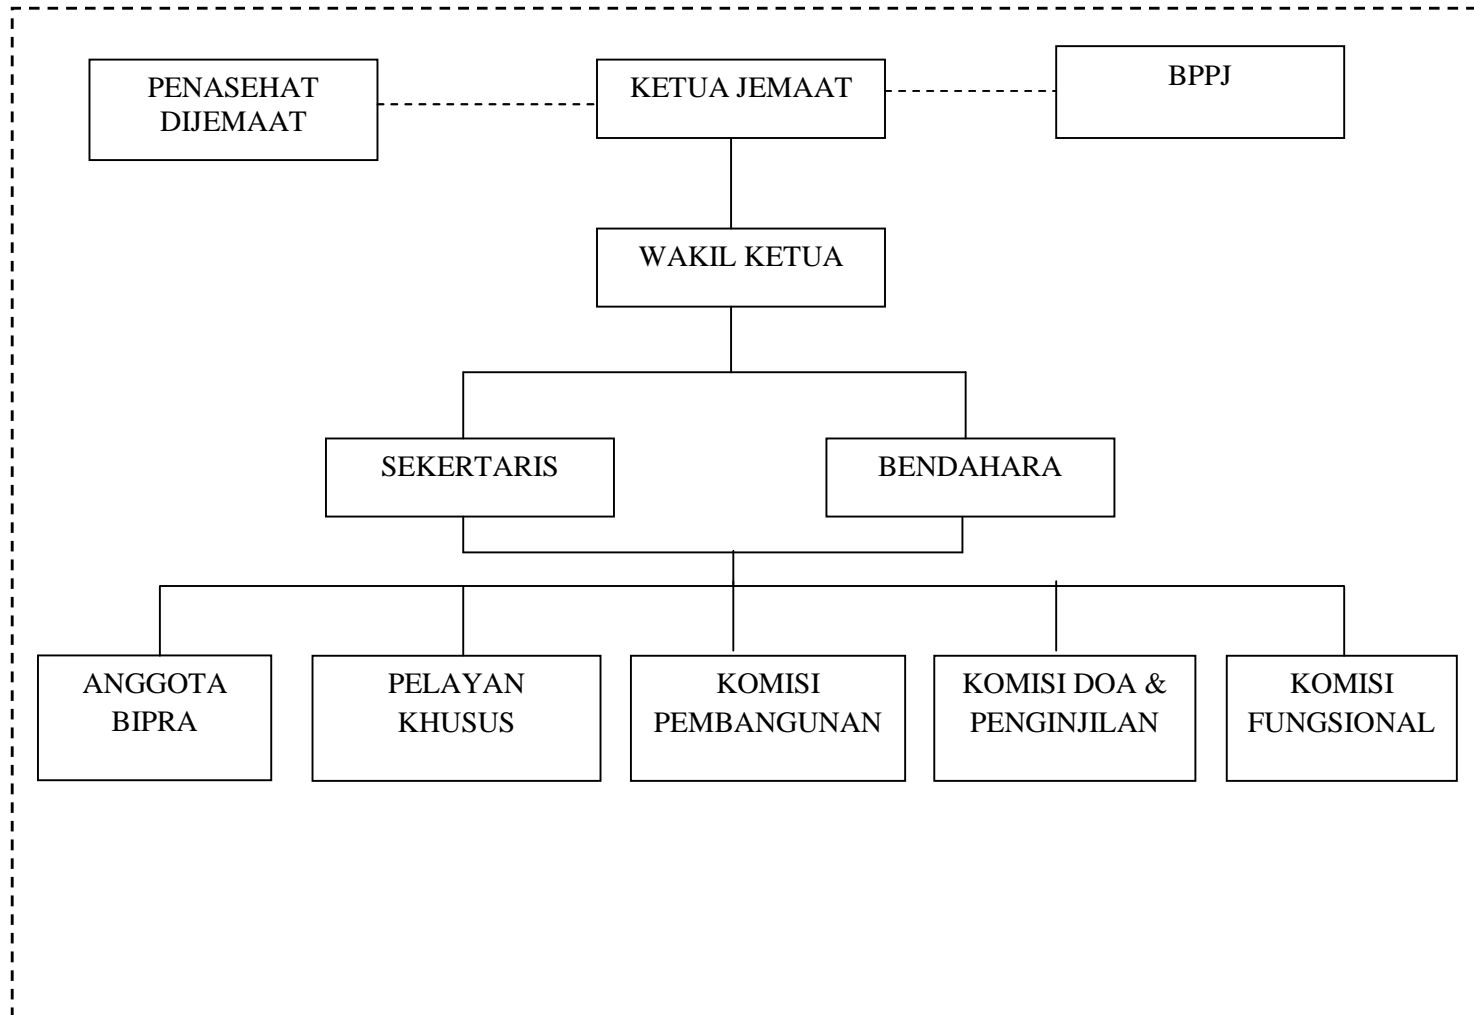 PENASEHAT
DIJEMAAT
KETUA JEMAAT
BPPJ
WAKIL KETUA
SEKERTARIS
BENDAHARA
ANGGOTA
BIPRA
PELAYAN
KHUSUS
KOMISI
PEMBANGUNAN
KOMISI DOA &
PENGINJILAN
KOMISI
FUNGSIONAL